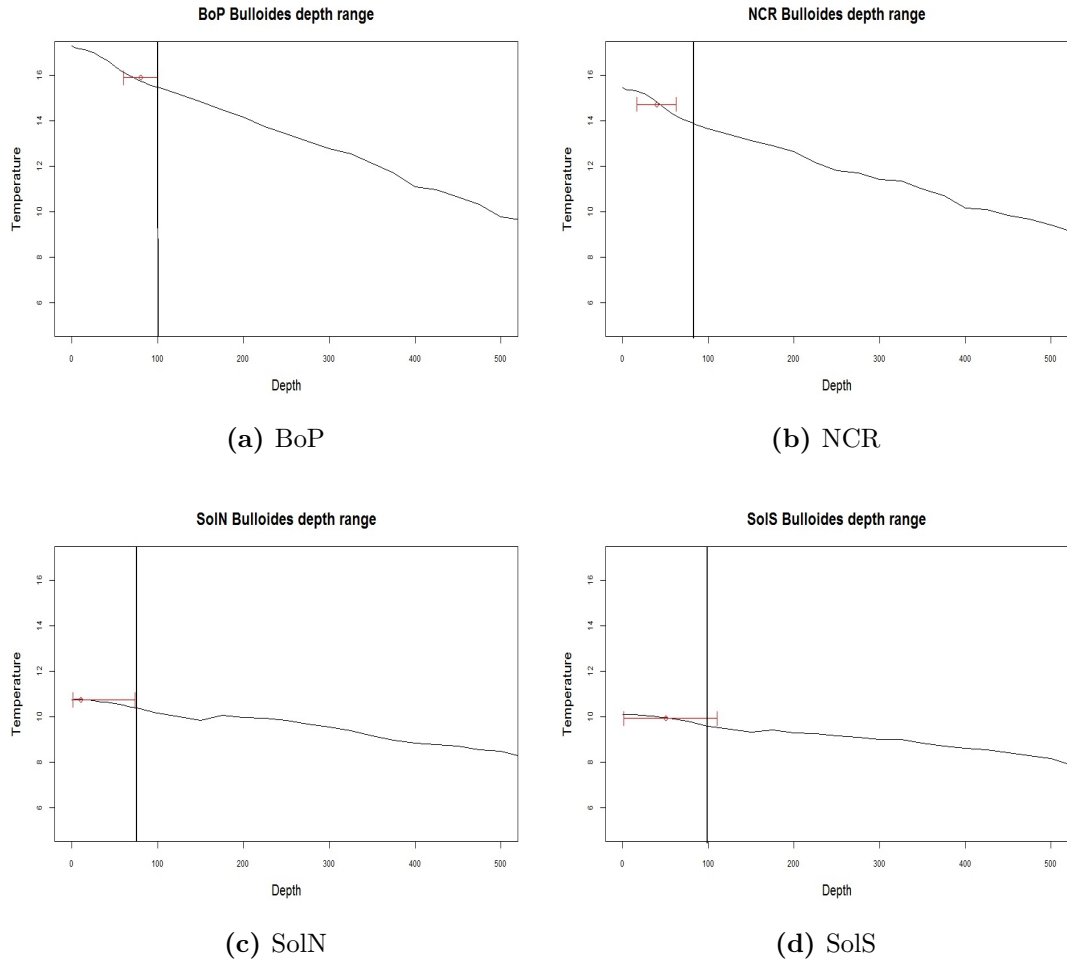 BoP Bulloides depth range
Temperature
16
14
12
10
8
6
0 100 200 300 400 500
Depth
(a) BoP
NCR Bulloides depth range
Temperature
16
14
12
10
8
6
0 100 200 300 400 500
Depth
(b) NCR
SolN Bulloides depth range
Temperature
16
14
12
10
8
6
0 100 200 300 400 500
Depth
(c) SolN
SolS Bulloides depth range
Temperature
16
14
12
10
8
6
0 100 200 300 400 500
Depth
(d) SolS